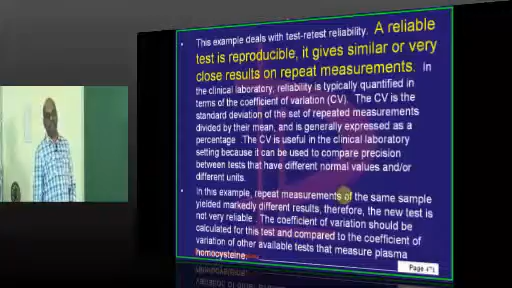 • This example deals with test-retest reliability. A reliable
test is reproducible, it gives similar or very
close results on repeat measurements. In
the clinical laboratory, reliability is typically quantified in
terms of the coefficient of variation (CV). The CV is the
standard deviation of the set of repeated measurements
divided by their mean, and is generally expressed as a
percentage .The CV is useful in the clinical laboratory
setting because it can be used to compare precision
between tests that have different normal values and/or
different units.
• In this example, repeat measurements of the same sample
yielded markedly different results, therefore, the new test is
not very reliable . The coefficient of variation should be
calculated for this test and compared to the coefficient of
variation of other available tests that measure plasma
homocysteine.
Page 471